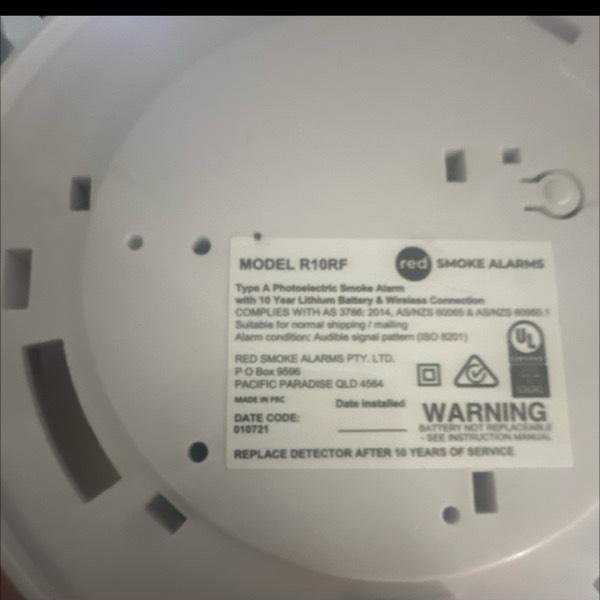 MODEL R10RF
red SMOKE ALARMS
Type A Photoelectric Smoke Alarm
with 10 Year Lithium Battery & Wireless Connection
COMPLIES WITH AS 3786: 2014, AS/NZS 60065 & AS/NZS 60950.1
Suitable for normal shipping / mailing
Alarm condition: Audible signal pattern (ISO 8201)
RED SMOKE ALARMS PTY. LTD.
P O Box 9596
PACIFIC PARADISE QLD 4564
MADE IN PRC
Date Installed
DATE CODE:
010721
UL
WARNING
BATTERY NOT REPLACEABLE
- SEE INSTRUCTION MANUAL
REPLACE DETECTOR AFTER 10 YEARS OF SERVICE